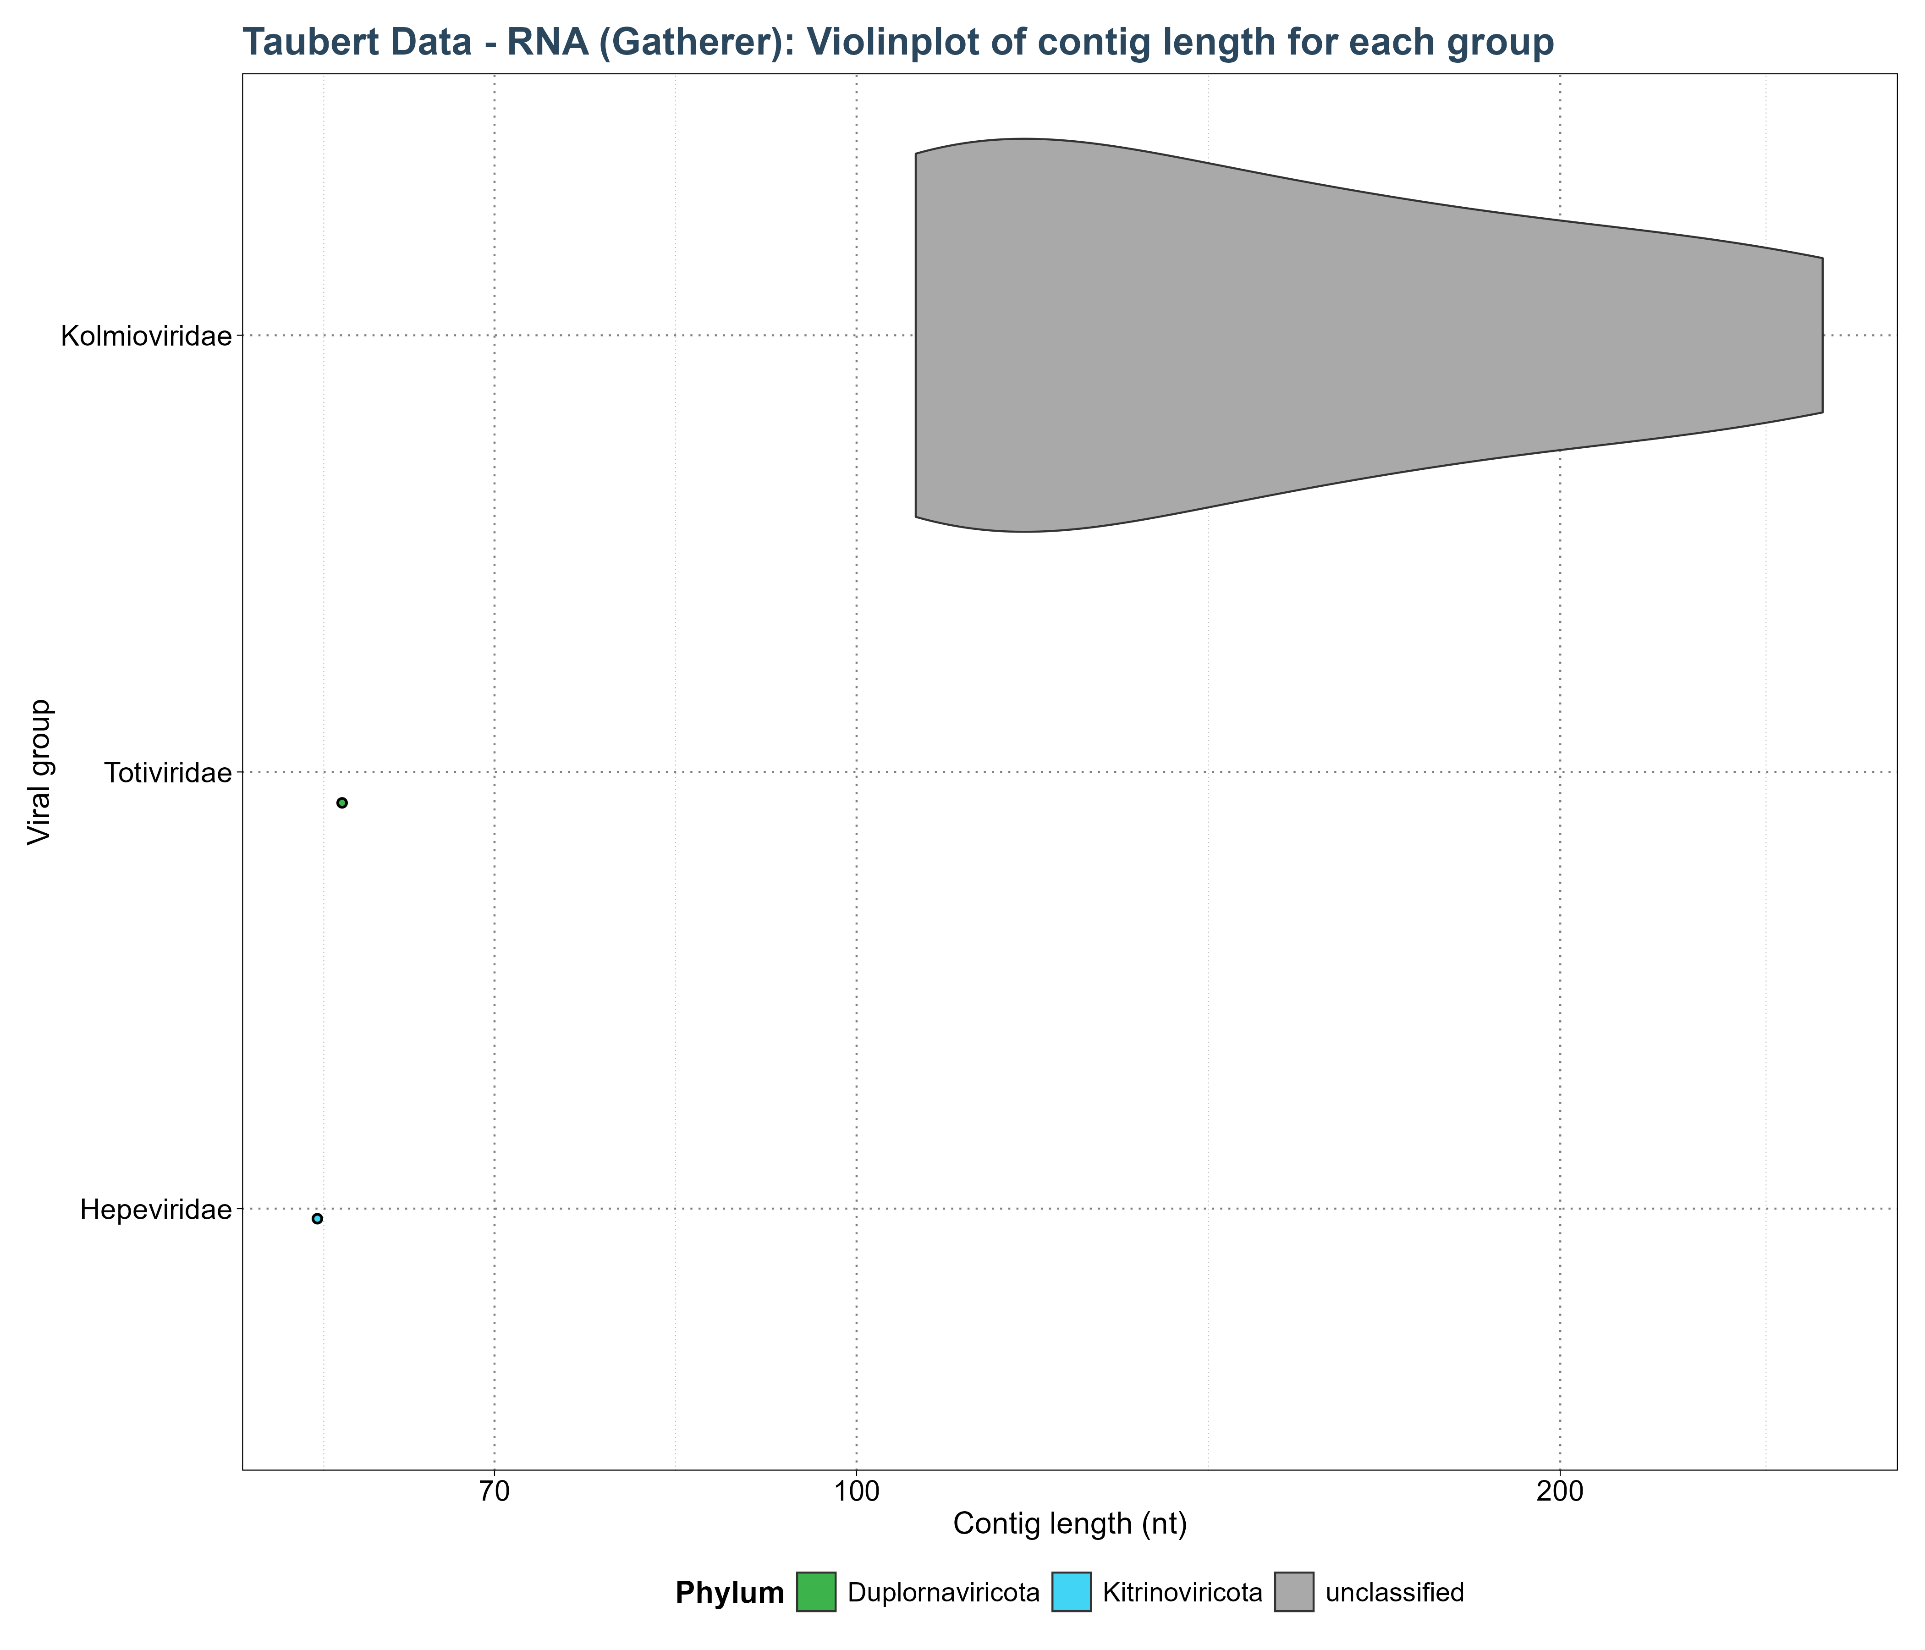 Taubert Data - RNA (Gatherer): Violinplot of contig length for each group
Viral group
Kolmioviridae
Totiviridae
Hepeviridae
70 100 200
Contig length (nt)
Phylum Duplornaviricota Kitrinoviricota unclassified